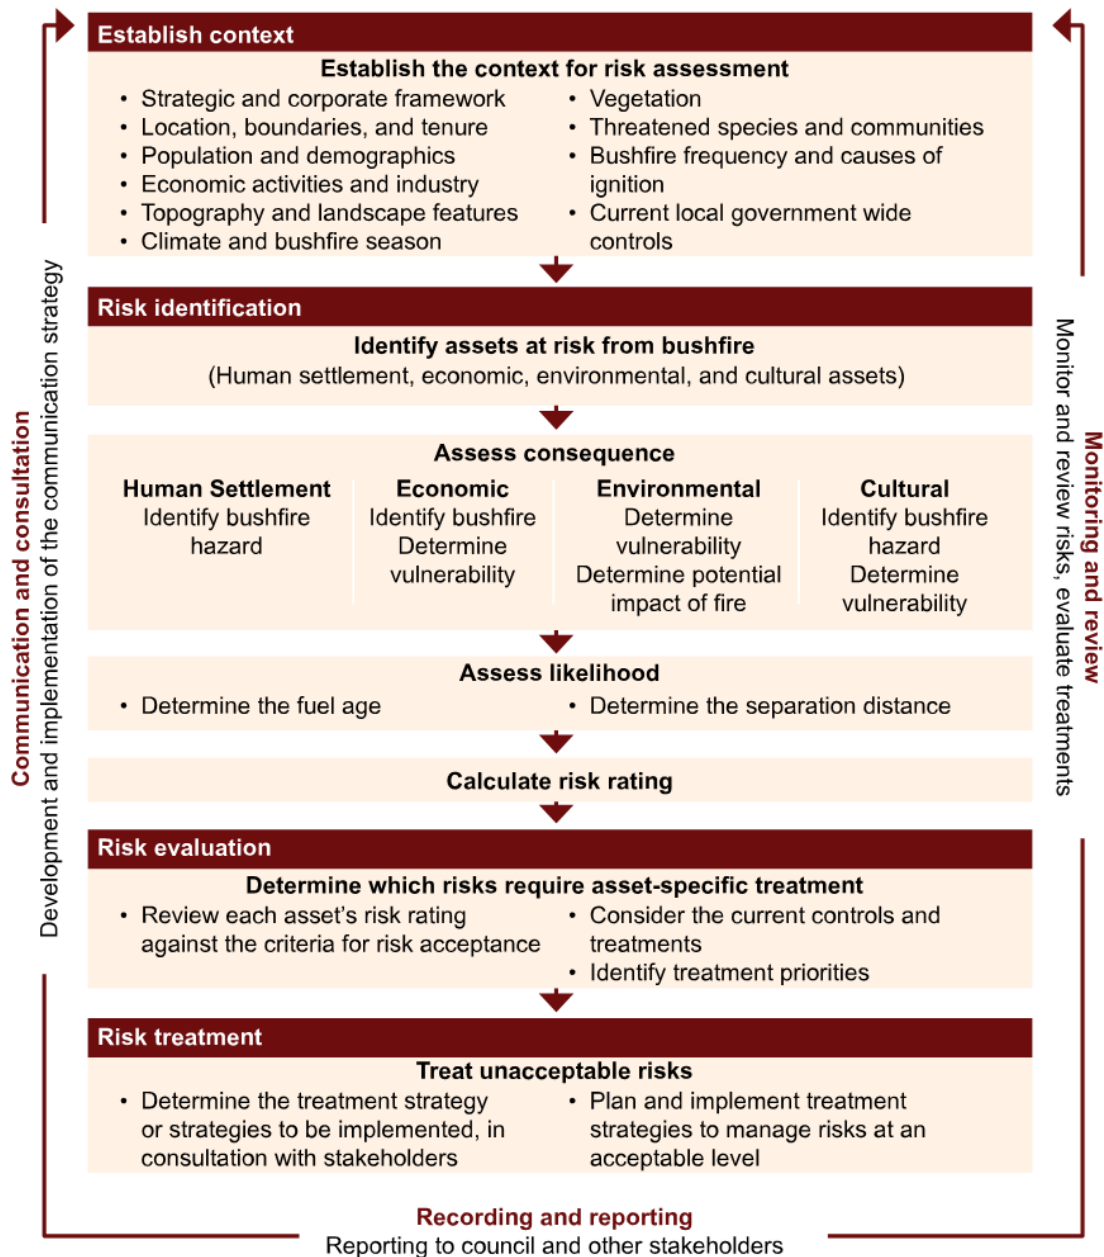 Establish context
Establish the context for risk assessment
• Strategic and corporate framework
• Location, boundaries, and tenure
• Population and demographics
• Economic activities and industry
• Topography and landscape features
• Climate and bushfire season
• Vegetation
• Threatened species and communities
• Bushfire frequency and causes of
ignition
• Current local government wide
controls
Risk identification
Identify assets at risk from bushfire
(Human settlement, economic, environmental, and cultural assets)
Assess consequence
Human Settlement
Identify bushfire
hazard
Economic
Identify bushfire
Determine
vulnerability
Environmental
Determine
vulnerability
Determine potential
impact of fire
Cultural
Identify bushfire
hazard
Determine
vulnerability
Assess likelihood
• Determine the fuel age
• Determine the separation distance
Calculate risk rating
Risk evaluation
Determine which risks require asset-specific treatment
• Review each asset's risk rating
against the criteria for risk acceptance
• Consider the current controls and
treatments
• Identify treatment priorities
Risk treatment
Treat unacceptable risks
• Determine the treatment strategy
or strategies to be implemented, in
consultation with stakeholders
• Plan and implement treatment
strategies to manage risks at an
acceptable level
Communication and consultation
Development and implementation of the communication strategy
Monitoring and review
Monitor and review risks, evaluate treatments
Recording and reporting
Reporting to council and other stakeholders